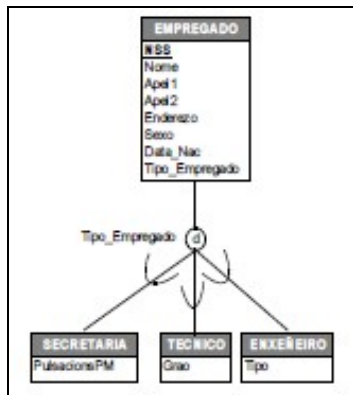 EMPREGADO
NSS
Nome
Apel1
Apel2
Enderezo
Sexo
Data_Nac
Tipo_Empregado
Tipo_Empregado
d
SECRETARIA
TECNICO
ENXEÑEIRO
PulsacionsPM
Grao
Tipo